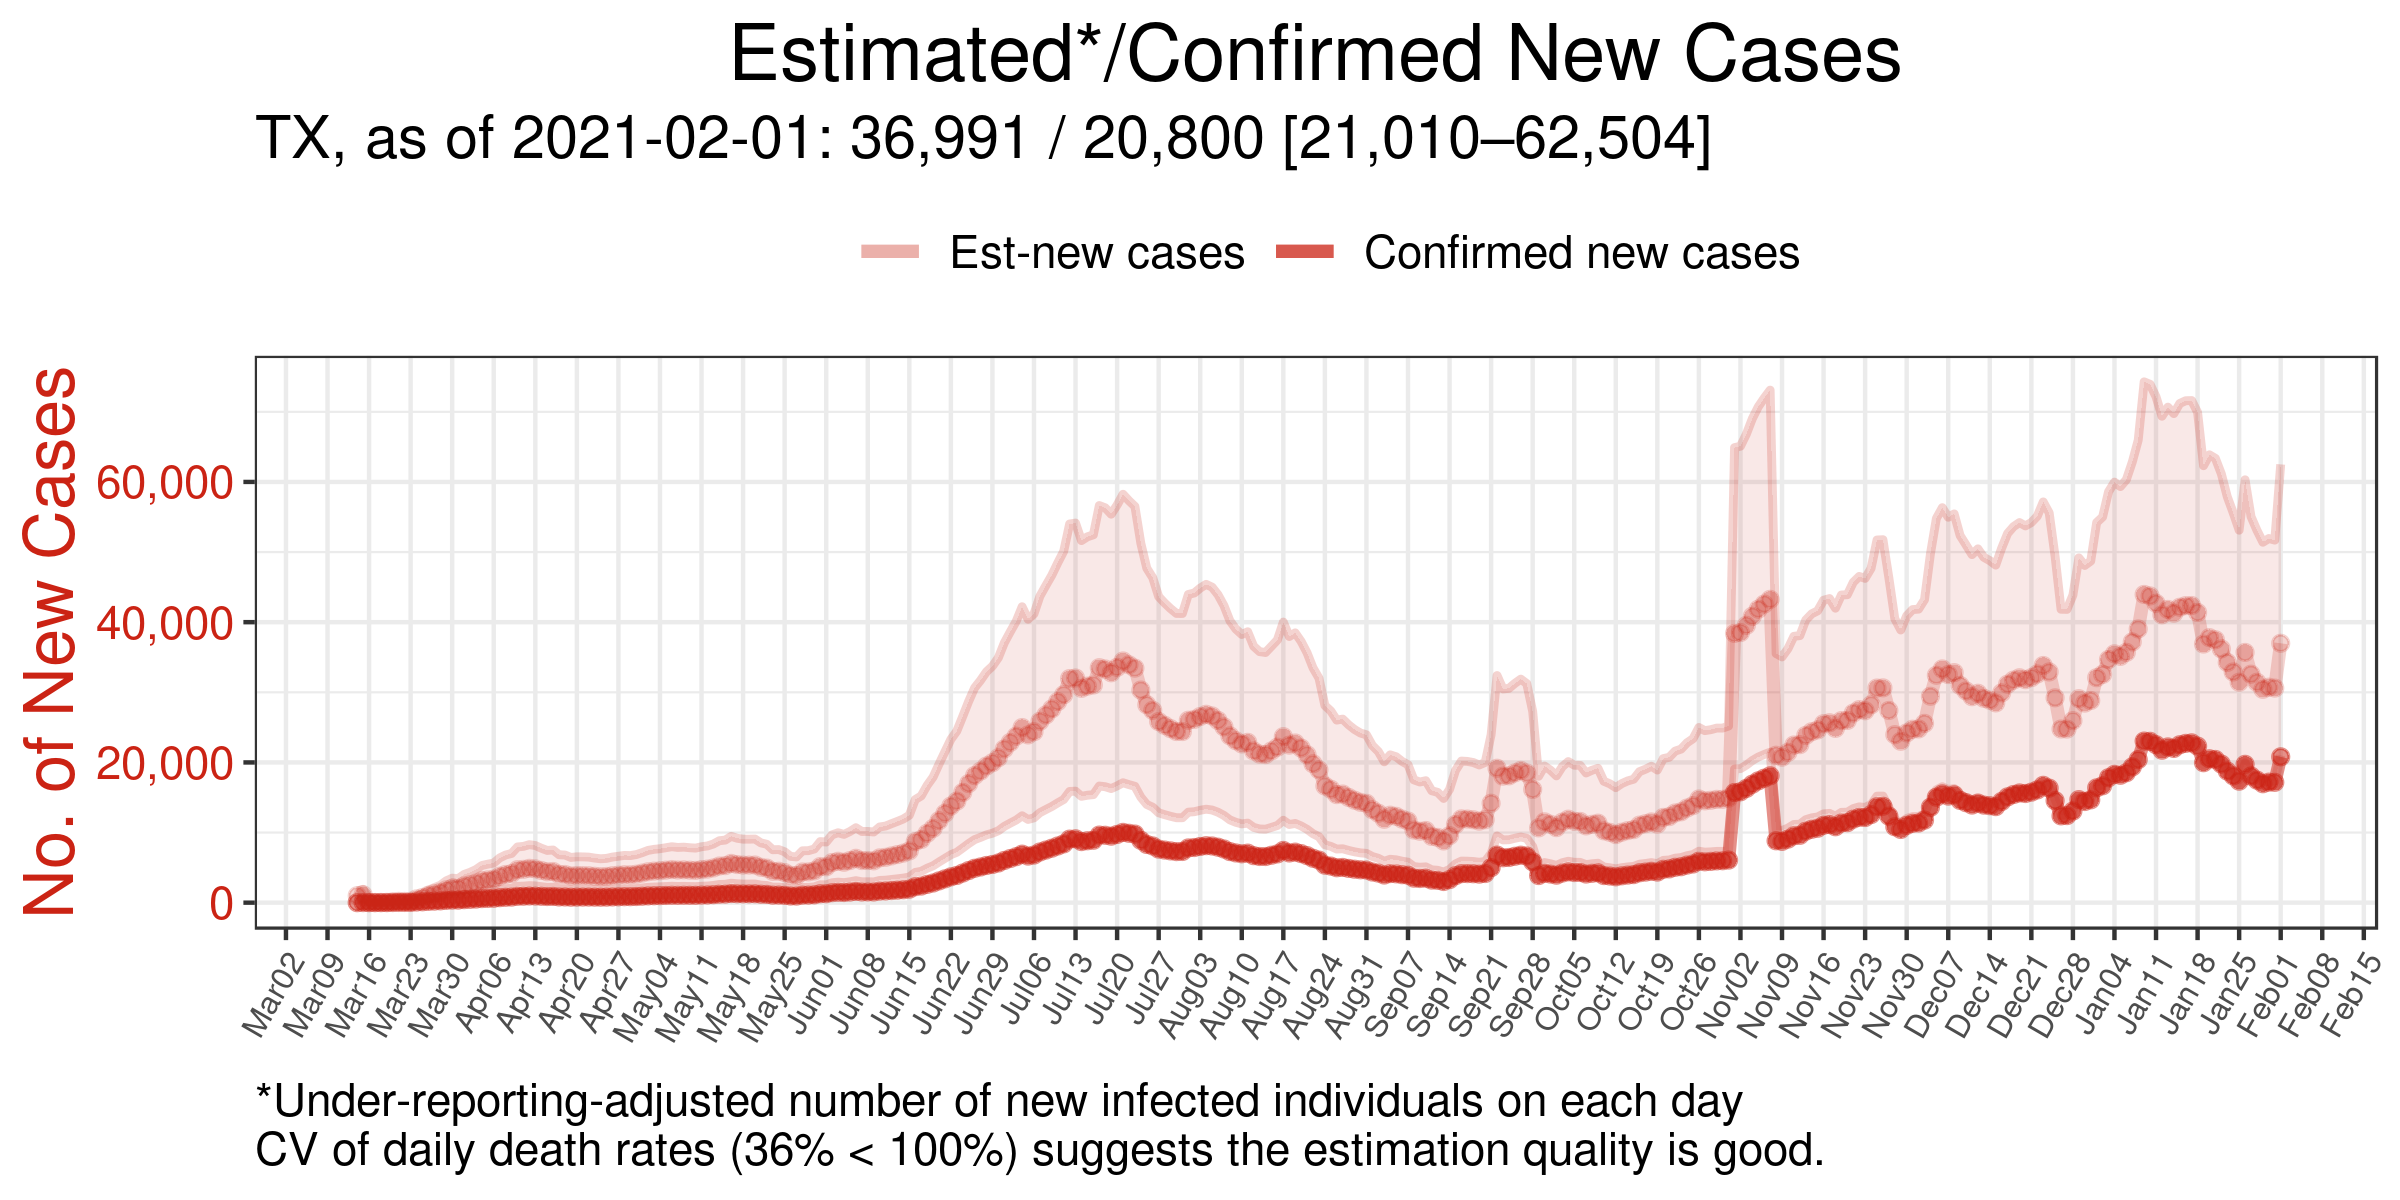 Estimated*/Confirmed New Cases
TX, as of 2021-02-01: 36,991 / 20,800 [21,010–62,504]
Est-new cases
Confirmed new cases
No. of New Cases
60,000
40,000
20,000
0
Mar02
Mar09
Mar16
Mar23
Mar30
Apr06
Apr13
Apr20
Apr27
May04
May11
May18
May25
Jun01
Jun08
Jun15
Jun22
Jun29
Jul06
Jul13
Jul20
Jul27
Aug03
Aug10
Aug17
Aug24
Aug31
Sep07
Sep14
Sep21
Sep28
Oct05
Oct12
Oct19
Oct26
Nov02
Nov09
Nov16
Nov23
Nov30
Dec07
Dec14
Dec21
Dec28
Jan04
Jan11
Jan18
Jan25
Feb01
Feb08
Feb15
*Under-reporting-adjusted number of new infected individuals on each day
CV of daily death rates (36% < 100%) suggests the estimation quality is good.